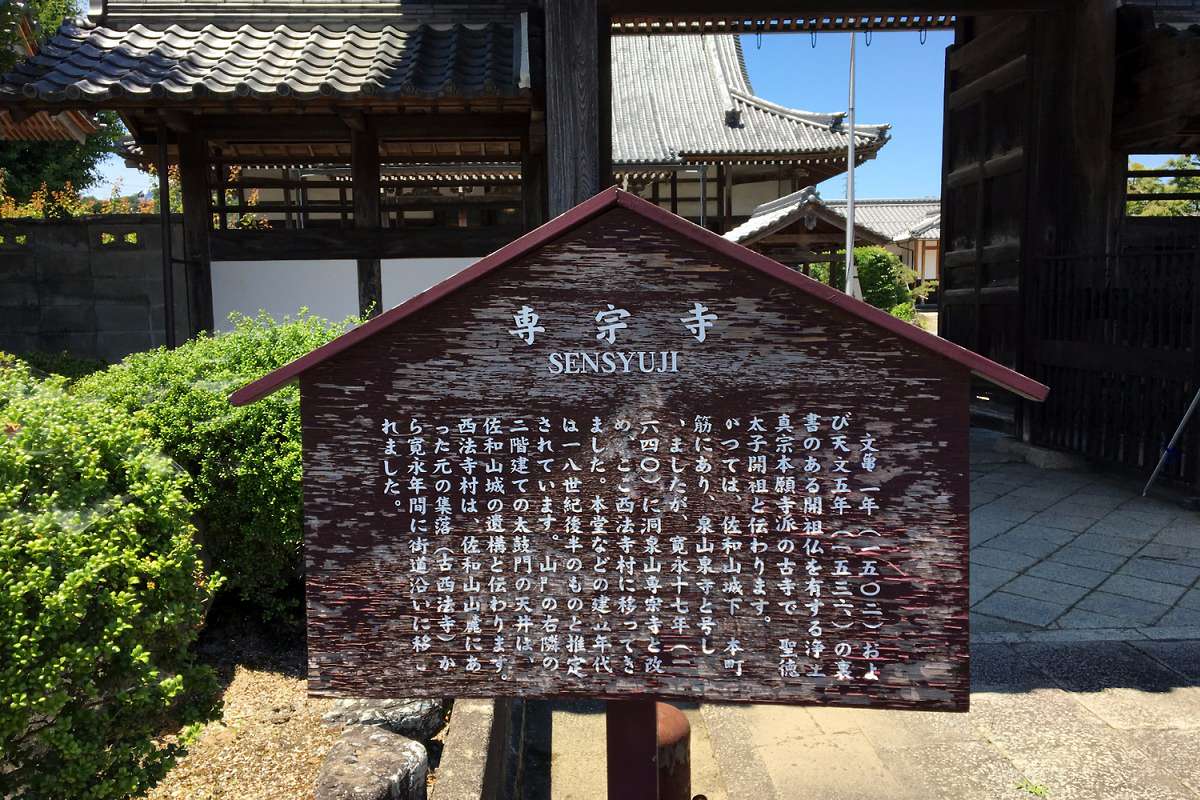 専宗寺
SENSYUJI
文亀二年(一五〇二)およ
び天文五年(一五三六)の裏
書のある開祖仏を有する浄土
真宗本願寺派の古寺で、聖徳
太子開祖と伝わります。
かつては、佐和山城下、本町
筋にあり、泉山泉寺と号し
いましたが、寛永十七年(一
六四〇)に洞泉山専宗寺と改
め、ここ西法寺村に移ってき
ました。本堂などの建立年代
は一八世紀後半のものと推定
されています。山門の右隣の
二階建ての太鼓門の天井は、
佐和山城の遺構と伝わります。
西法寺村は、佐和山山麓にあ
った元の集落(古西法寺)か
ら寛永年間に街道沿いに移
れました。